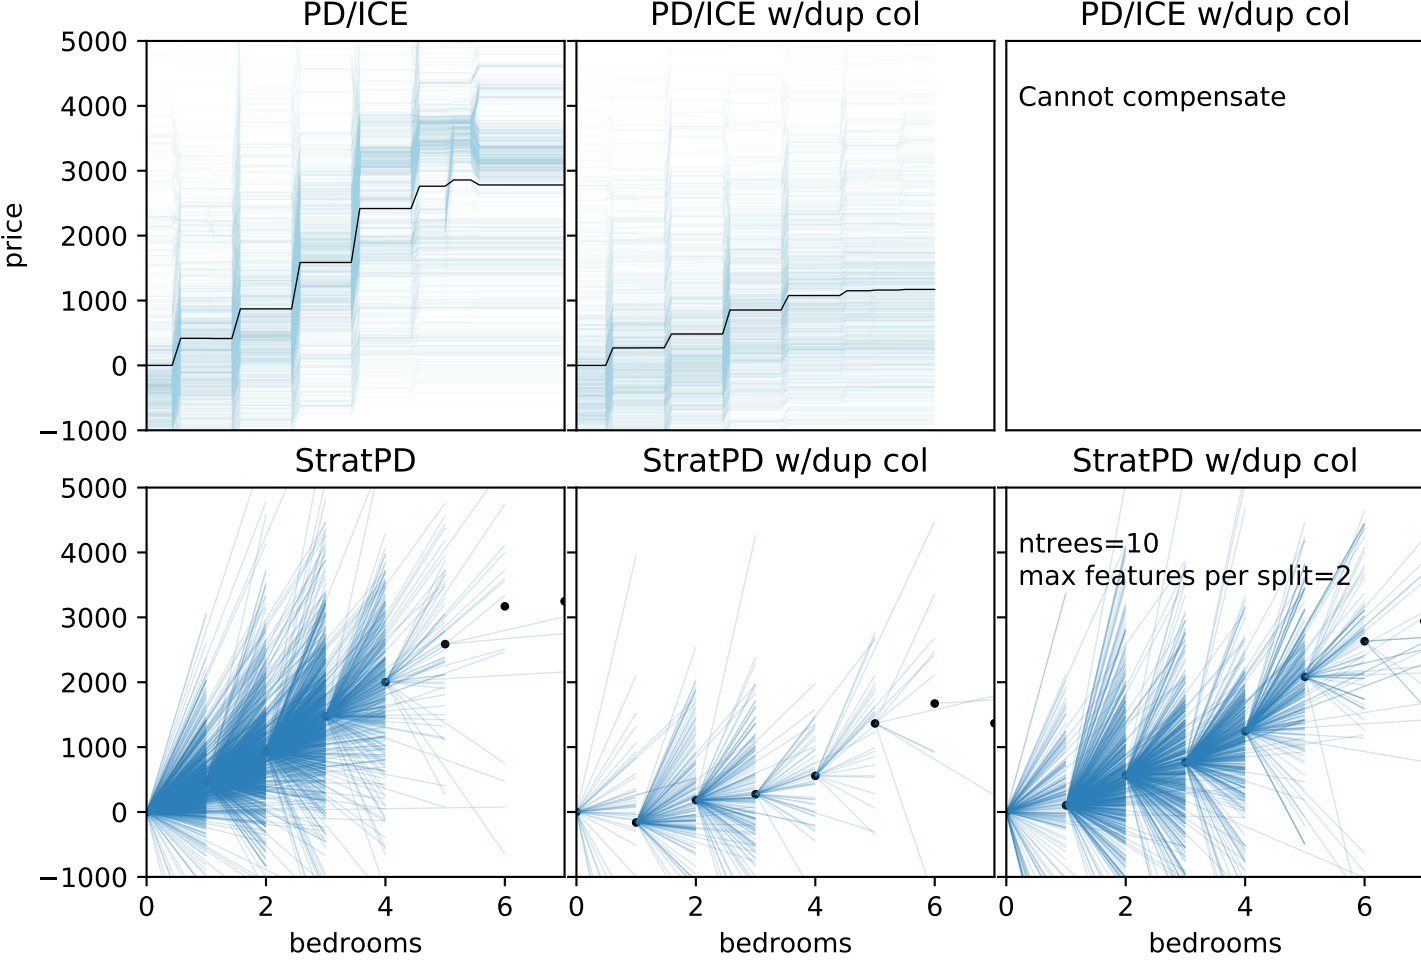 PD/ICE
PD/ICE w/dup col
PD/ICE w/dup col
5000
4000
3000
2000
1000
0
−1000
price
Cannot compensate
StratPD
StratPD w/dup col
StratPD w/dup col
5000
4000
3000
2000
1000
0
−1000
ntrees=10
max features per split=2
0 2 4 6
0 2 4 6
0 2 4 6
bedrooms
bedrooms
bedrooms